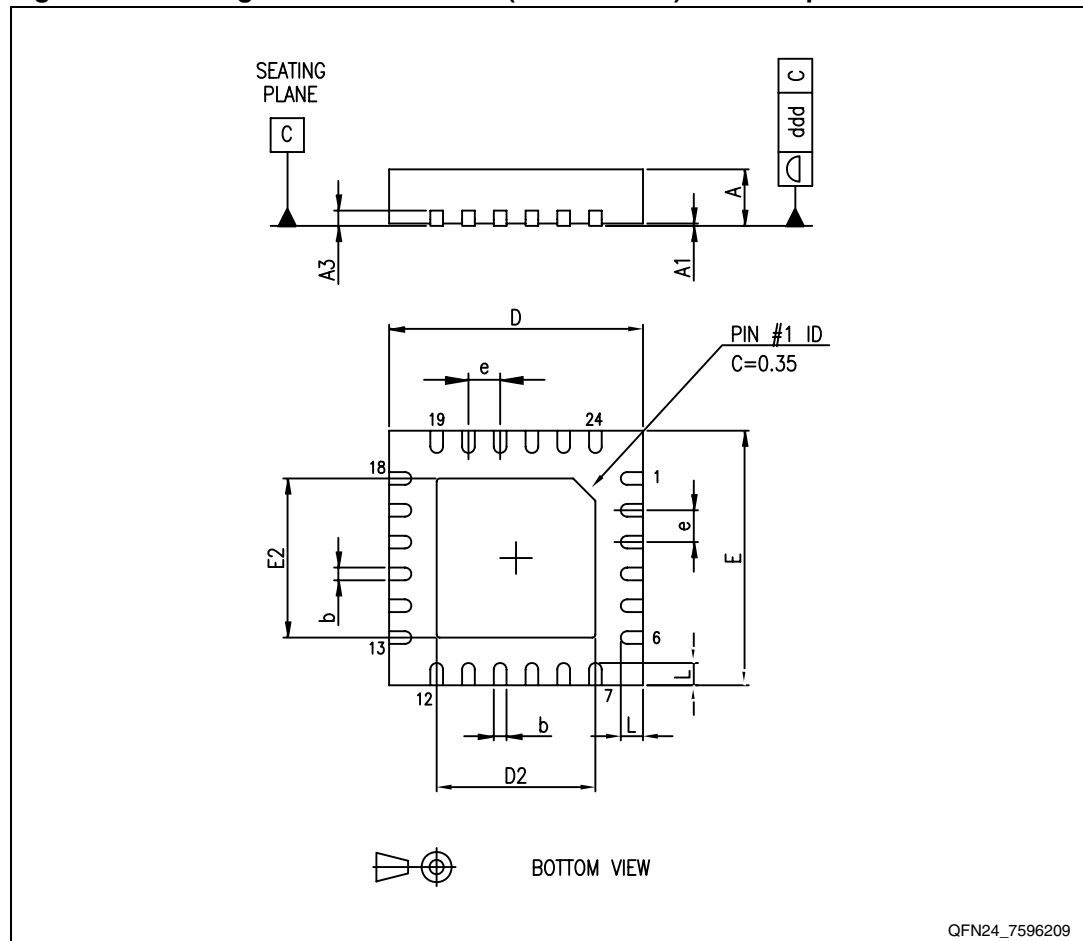 SEATING
PLANE
C
ddd C
A
A3
A1
D
PIN #1 ID
C=0.35
e
19
24
18
1
e
E2
E
b
13
6
L
12
7
b
L
D2
BOTTOM VIEW
QFN24_7596209